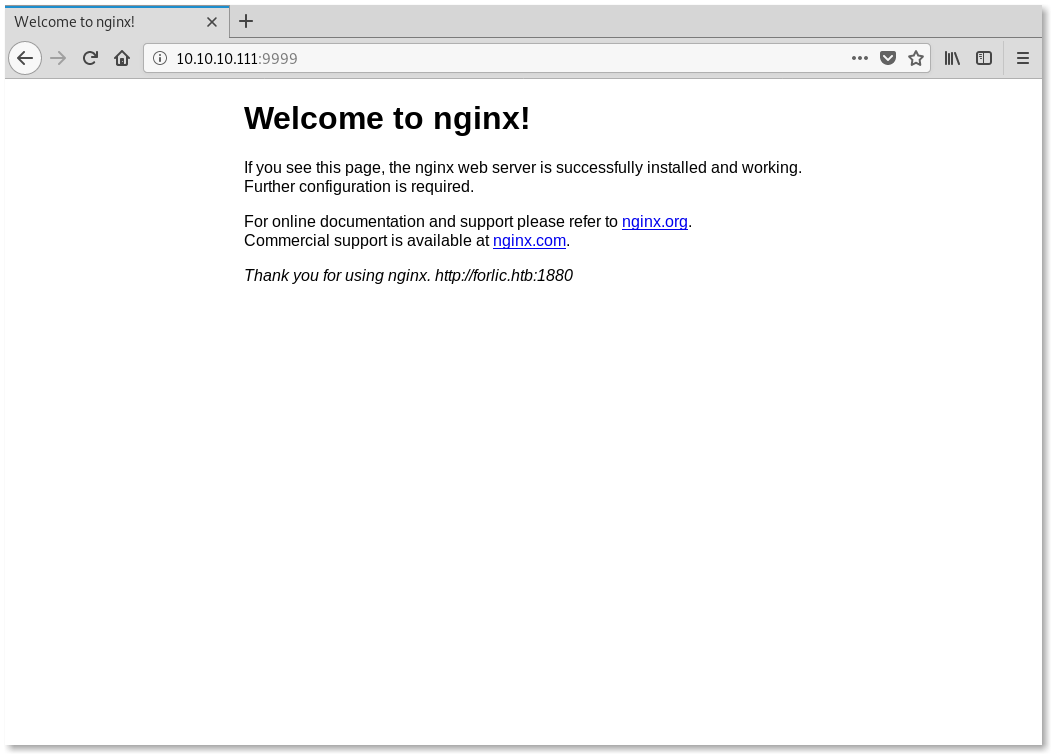 Welcome to nginx!
10.10.10.111:9999
Welcome to nginx!
If you see this page, the nginx web server is successfully installed and working.
Further configuration is required.
For online documentation and support please refer to nginx.org.
Commercial support is available at nginx.com.
Thank you for using nginx. http://forlic.htb:1880